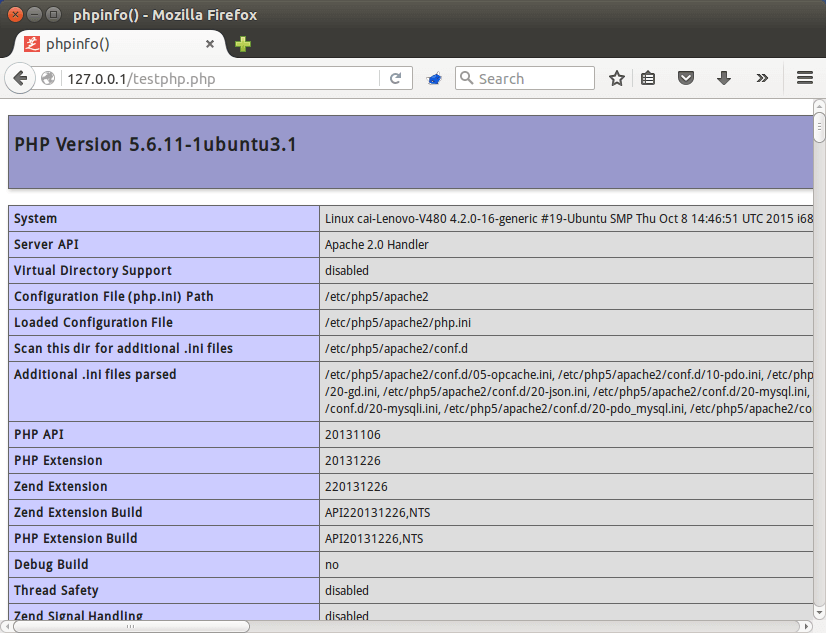 phpinfo() - Mozilla Firefox
phpinfo()
127.0.0.1/testphp.php
Search
PHP Version 5.6.11-1ubuntu3.1
System
Linux cai-Lenovo-V480 4.2.0-16-generic #19-Ubuntu SMP Thu Oct 8 14:46:51 UTC 2015 i68
Server API
Apache 2.0 Handler
Virtual Directory Support
disabled
Configuration File (php.ini) Path
/etc/php5/apache2
Loaded Configuration File
/etc/php5/apache2/php.ini
Scan this dir for additional .ini files
/etc/php5/apache2/conf.d
Additional .ini files parsed
/etc/php5/apache2/conf.d/05-opcache.ini, /etc/php5/apache2/conf.d/10-pdo.ini, /etc/php
/20-gd.ini, /etc/php5/apache2/conf.d/20-json.ini, /etc/php5/apache2/conf.d/20-mysql.ini,
/conf.d/20-mysqli.ini, /etc/php5/apache2/conf.d/20-pdo_mysql.ini, /etc/php5/apache2/co
PHP API
20131106
PHP Extension
20131226
Zend Extension
220131226
Zend Extension Build
API220131226,NTS
PHP Extension Build
API20131226,NTS
Debug Build
no
Thread Safety
disabled
Zend Signal Handling
disabled